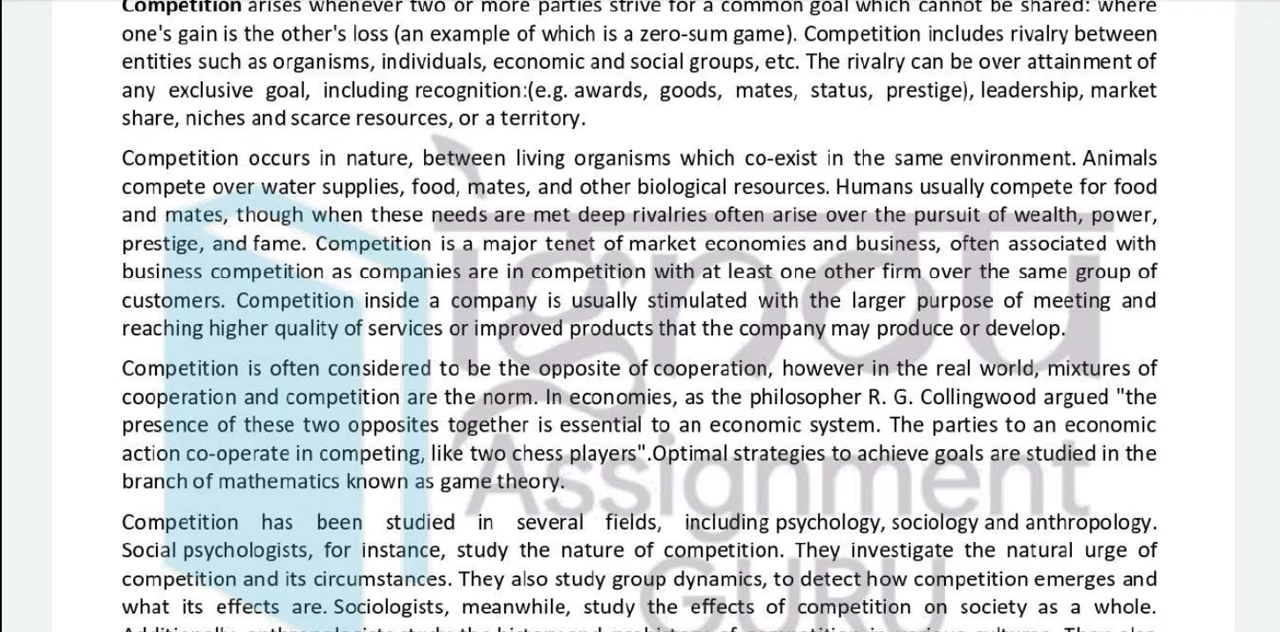 Competition arises whenever two or more parties strive for a common goal which cannot be shared: where
one's gain is the other's loss (an example of which is a zero-sum game). Competition includes rivalry between
entities such as organisms, individuals, economic and social groups, etc. The rivalry can be over attainment of
any exclusive goal, including recognition:(e.g. awards, goods, mates, status, prestige), leadership, market
share, niches and scarce resources, or a territory.
Competition occurs in nature, between living organisms which co-exist in the same environment. Animals
compete over water supplies, food, mates, and other biological resources. Humans usually compete for food
and mates, though when these needs are met deep rivalries often arise over the pursuit of wealth, power,
prestige, and fame. Competition is a major tenet of market economies and business, often associated with
business competition as companies are in competition with at least one other firm over the same group of
customers. Competition inside a company is usually stimulated with the larger purpose of meeting and
reaching higher quality of services or improved products that the company may produce or develop.
Competition is often considered to be the opposite of cooperation, however in the real world, mixtures of
cooperation and competition are the norm. In economies, as the philosopher R. G. Collingwood argued "the
presence of these two opposites together is essential to an economic system. The parties to an economic
action co-operate in competing, like two chess players".Optimal strategies to achieve goals are studied in the
branch of mathematics known as game theory.
Competition has been studied in several fields, including psychology, sociology and anthropology.
Social psychologists, for instance, study the nature of competition. They investigate the natural urge of
competition and its circumstances. They also study group dynamics, to detect how competition emerges and
what its effects are. Sociologists, meanwhile, study the effects of competition on society as a whole.
ignou
Assignment
GURU